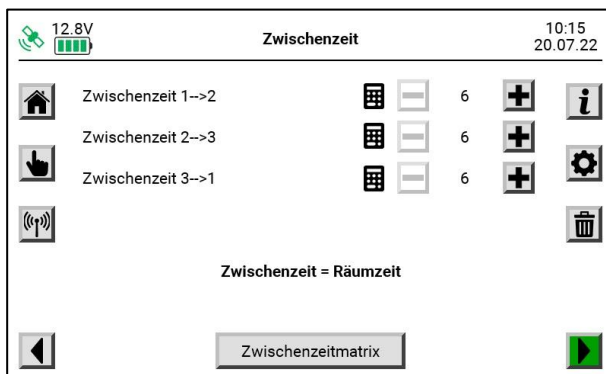 12.8V Zwischenzeit 10:15
20.07.22
Zwischenzeit 1-->2 6
Zwischenzeit 2-->3 6
Zwischenzeit 3-->1 6
Zwischenzeit = Räumzeit
Zwischenzeitmatrix